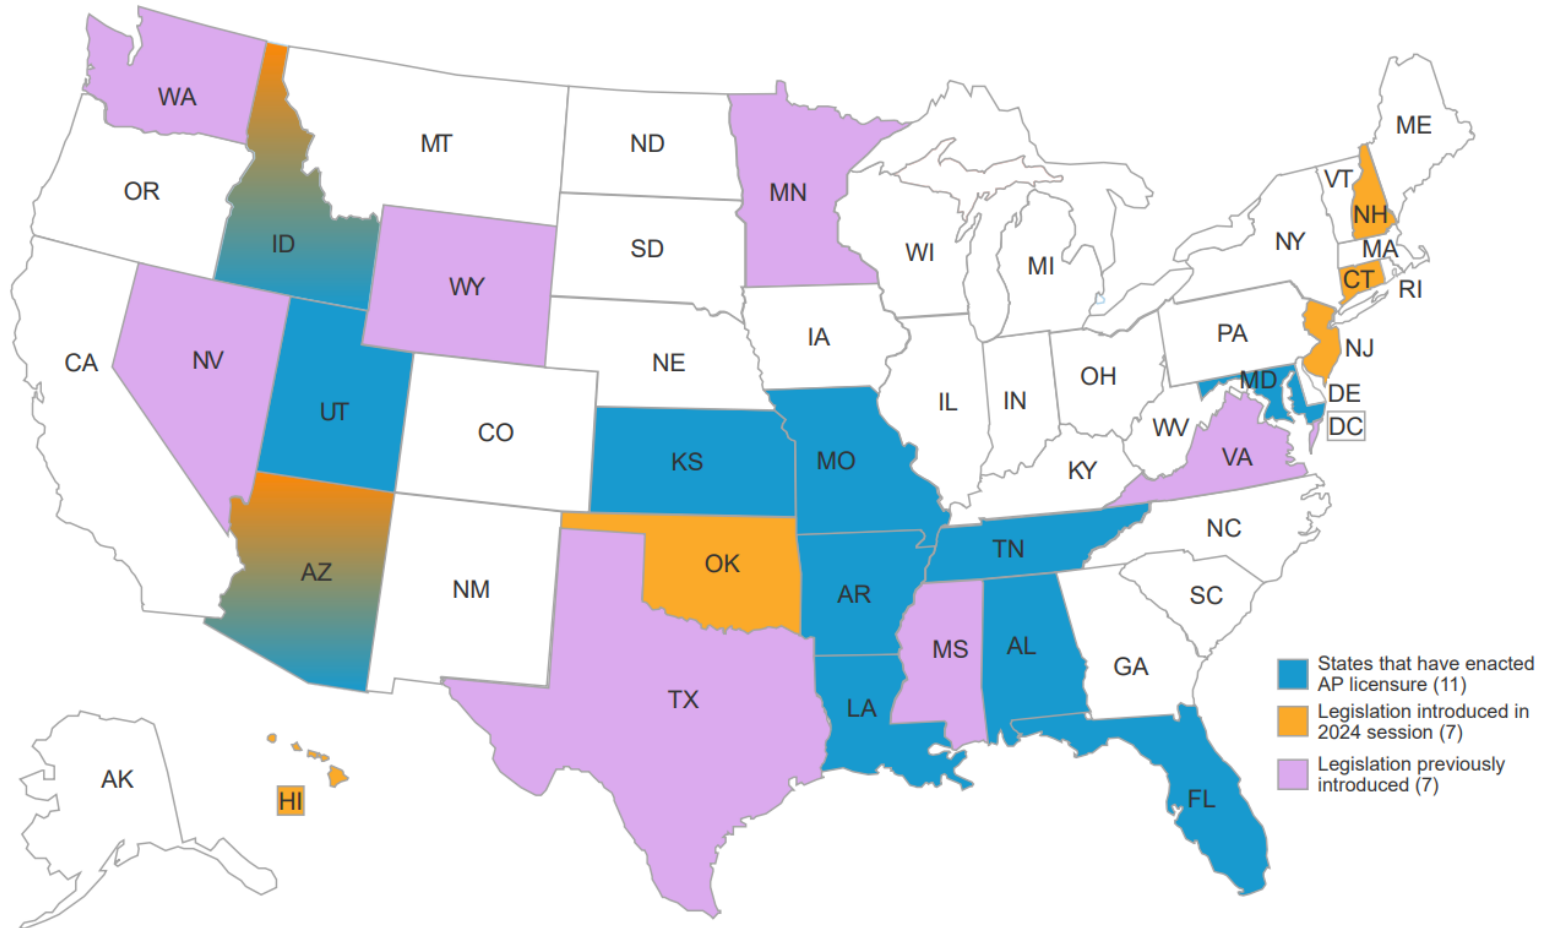 WA
MT
ND
MN
ME
OR
ID
SD
WI
MI
VT
NH
NY
MA
CT
RI
WY
IA
PA
NJ
NV
CA
NE
OH
MD
DE
UT
CO
IL
IN
WV
DC
KS
MO
KY
VA
AZ
NM
OK
AR
TN
NC
SC
TX
LA
MS
AL
GA
AK
HI
FL
States that have enacted
AP licensure (11)
Legislation introduced in
2024 session (7)
Legislation previously
introduced (7)